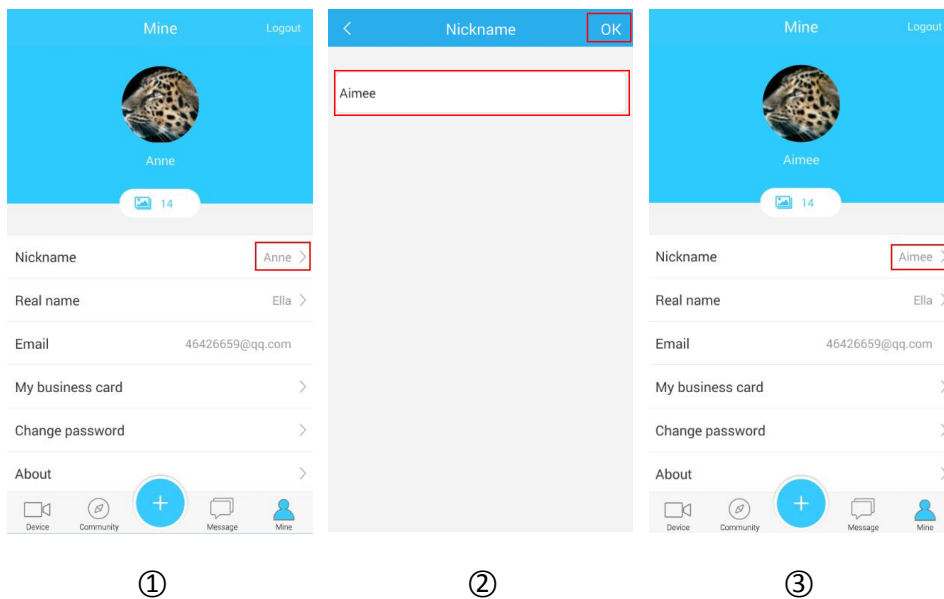 Mine Logout
Anne
14
Nickname Anne
Real name Ella
Email 46426659@qq.com
My business card
Change password
About
+
Device Community Message Mine
①
Nickname OK
Aimee
②
Mine Logout
Aimee
14
Nickname Aimee
Real name Ella
Email 46426659@qq.com
My business card
Change password
About
+
Device Community Message Mine
③